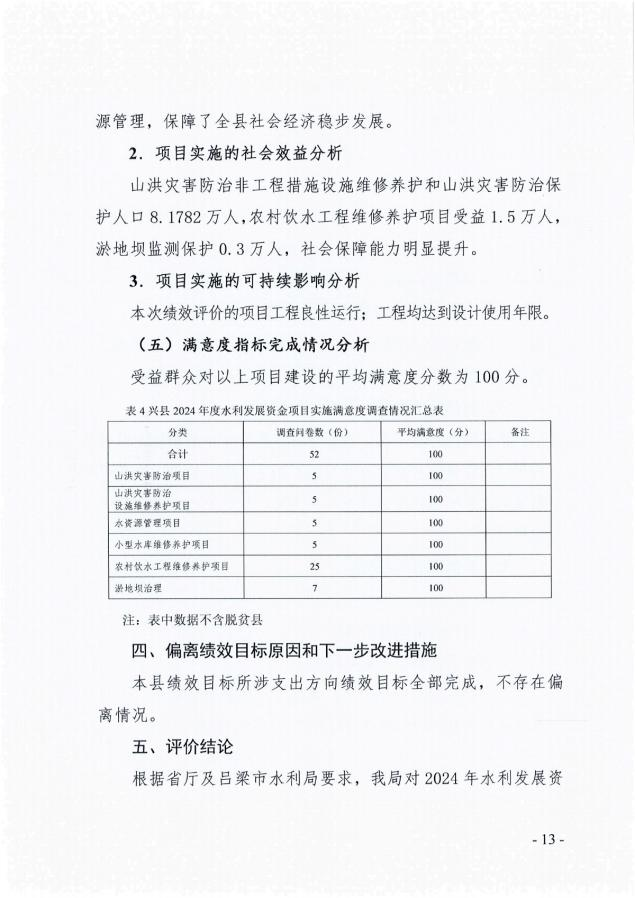 源管理，保障了全县社会经济稳步发展。
2. 项目实施的社会效益分析
山洪灾害防治非工程措施设施维修养护和山洪灾害防治保
护人口 8.1782 万人,农村饮水工程维修养护项目受益 1.5 万人，
淤地坝监测保护 0.3 万人，社会保障能力明显提升。
3. 项目实施的可持续影响分析
本次绩效评价的项目工程良性运行；工程均达到设计使用年限。
（五）满意度指标完成情况分析
受益群众对以上项目建设的平均满意度分数为 100 分。
表 4 兴县 2024 年度水利发展资金项目实施满意度调查情况汇总表
分类 调查问卷数（份） 平均满意度（分） 备注
合计 52 100
山洪灾害防治项目 5 100
山洪灾害防治
设施维修养护项目 5 100
水资源管理项目 5 100
小型水库维修养护项目 5 100
农村饮水工程维修养护项目 25 100
淤地坝治理 7 100
注：表中数据不含脱贫县
四、偏离绩效目标原因和下一步改进措施
本县绩效目标所涉支出方向绩效目标全部完成，不存在偏
离情况。
五、评价结论
根据省厅及吕梁市水利局要求，我局对 2024 年水利发展资
- 13 -